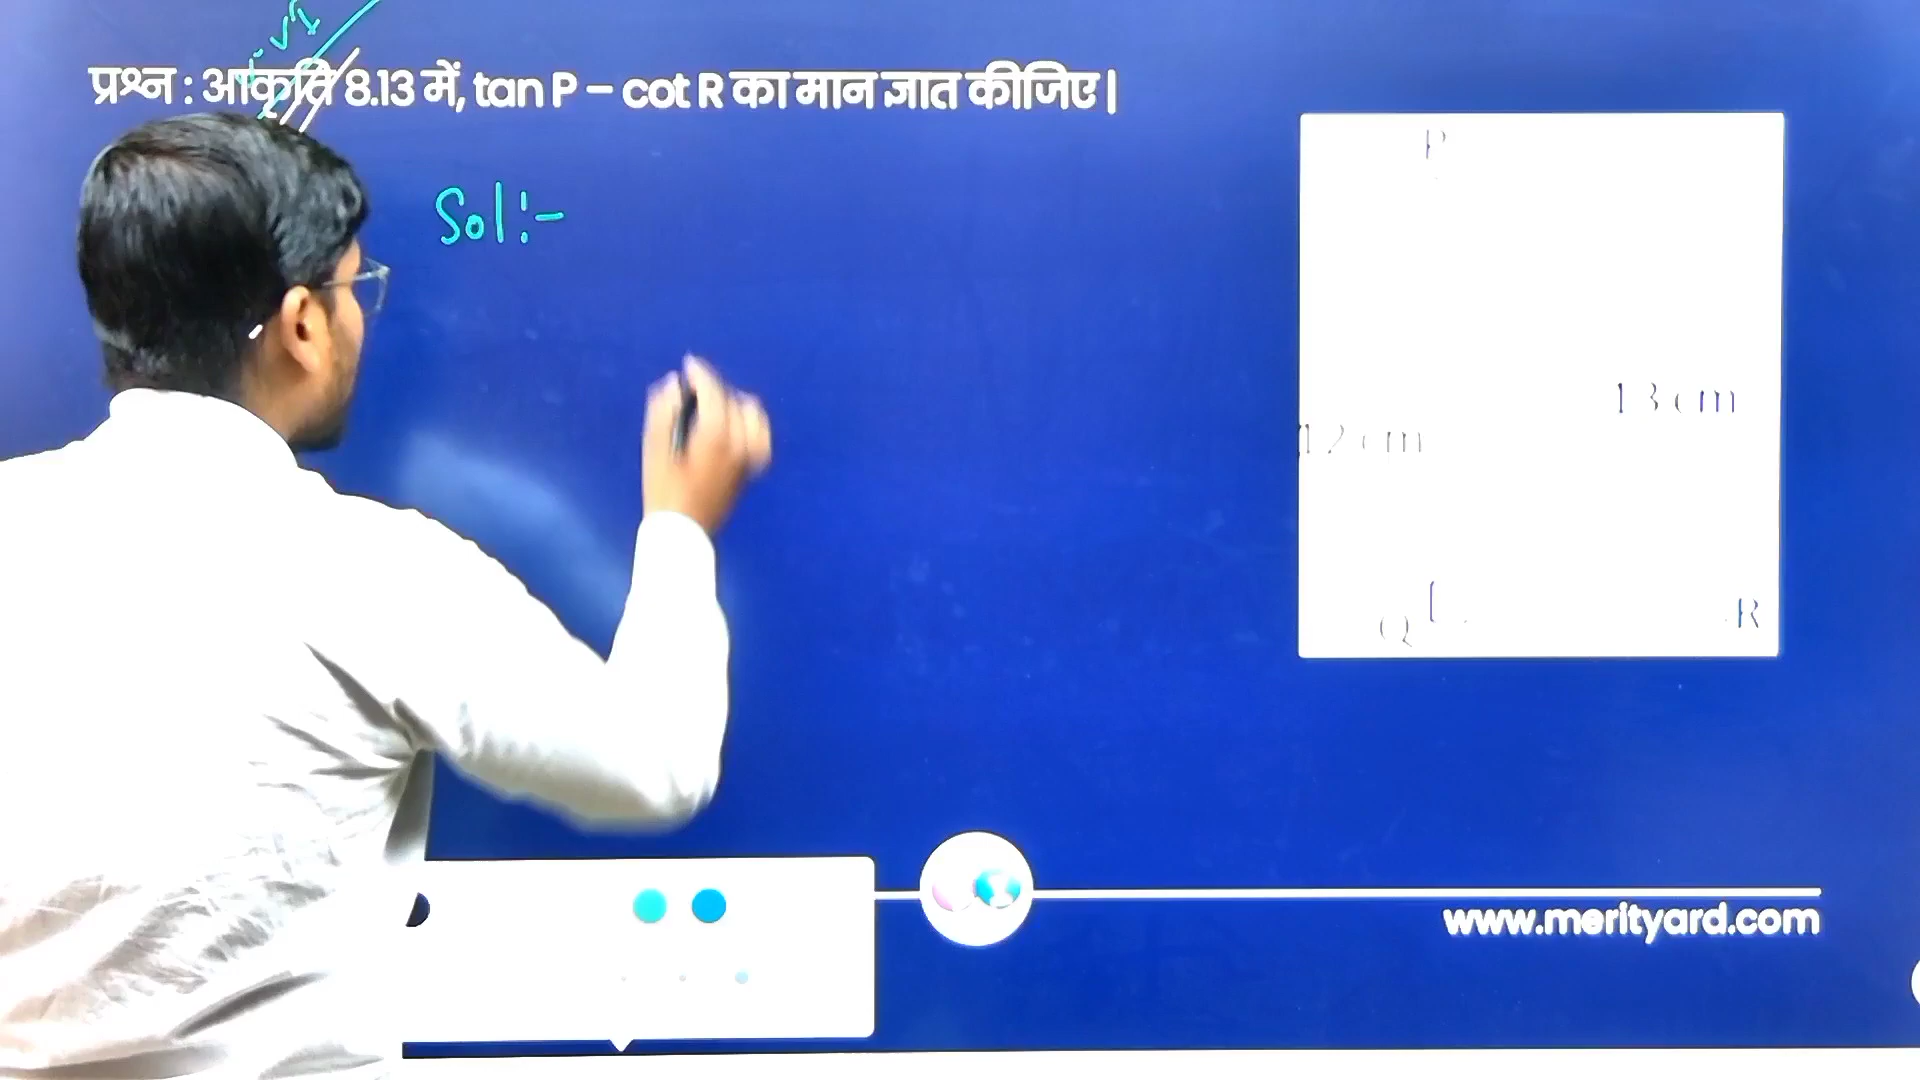 प्रश्न : आकृति 8.13 में, tan P – cot R का मान ज्ञात कीजिए |
Sol:-
P
13 cm
12 cm
Q
R
www.merityard.com